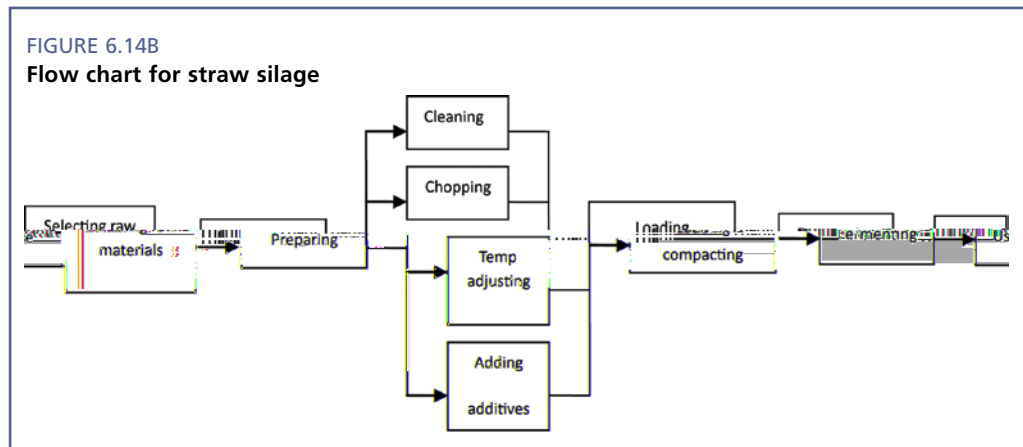 FIGURE 6.14B
Flow chart for straw silage
Selecting raw
materials
Preparing
Cleaning
Chopping
Temp
adjusting
Adding
additives
Loading
compacting